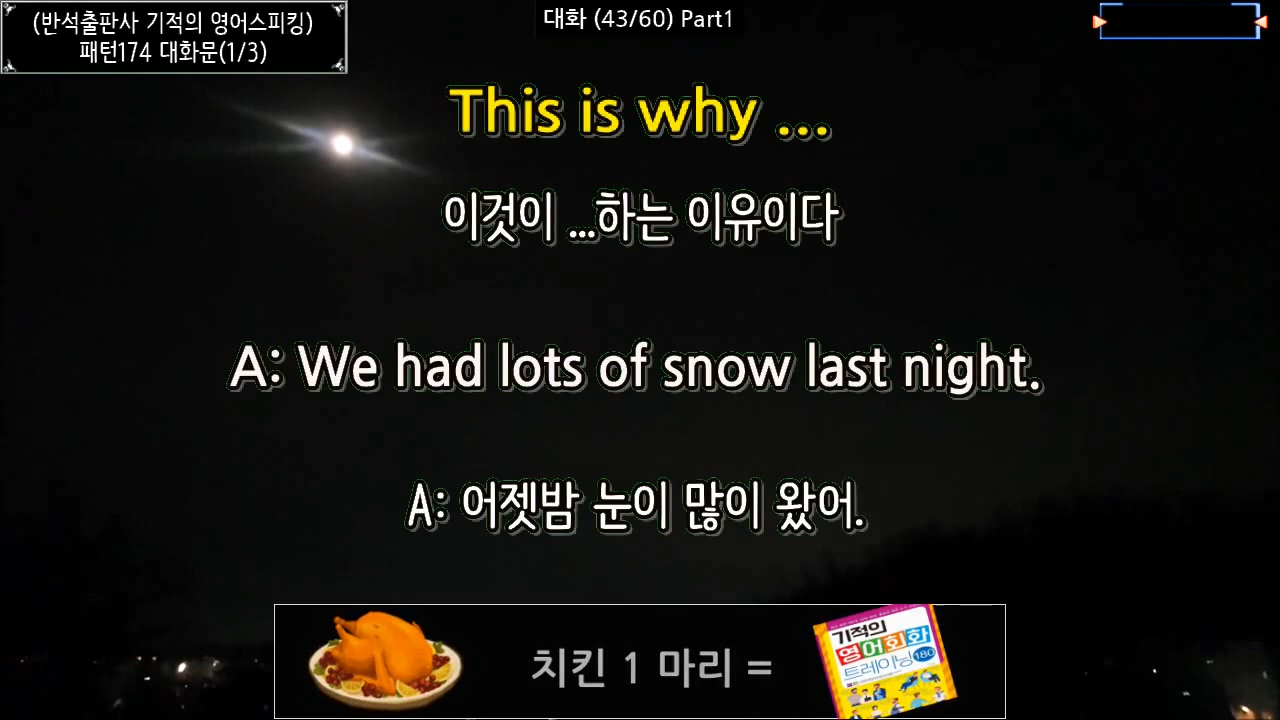 (반석출판사 기적의 영어스피킹)
패턴174 대화문(1/3)
대화 (43/60) Part1
This is why ...
이것이 ...하는 이유이다
A: We had lots of snow last night.
A: 어젯밤 눈이 많이 왔어.
치킨 1 마리 =
기적의
영어회화
트레이닝 180